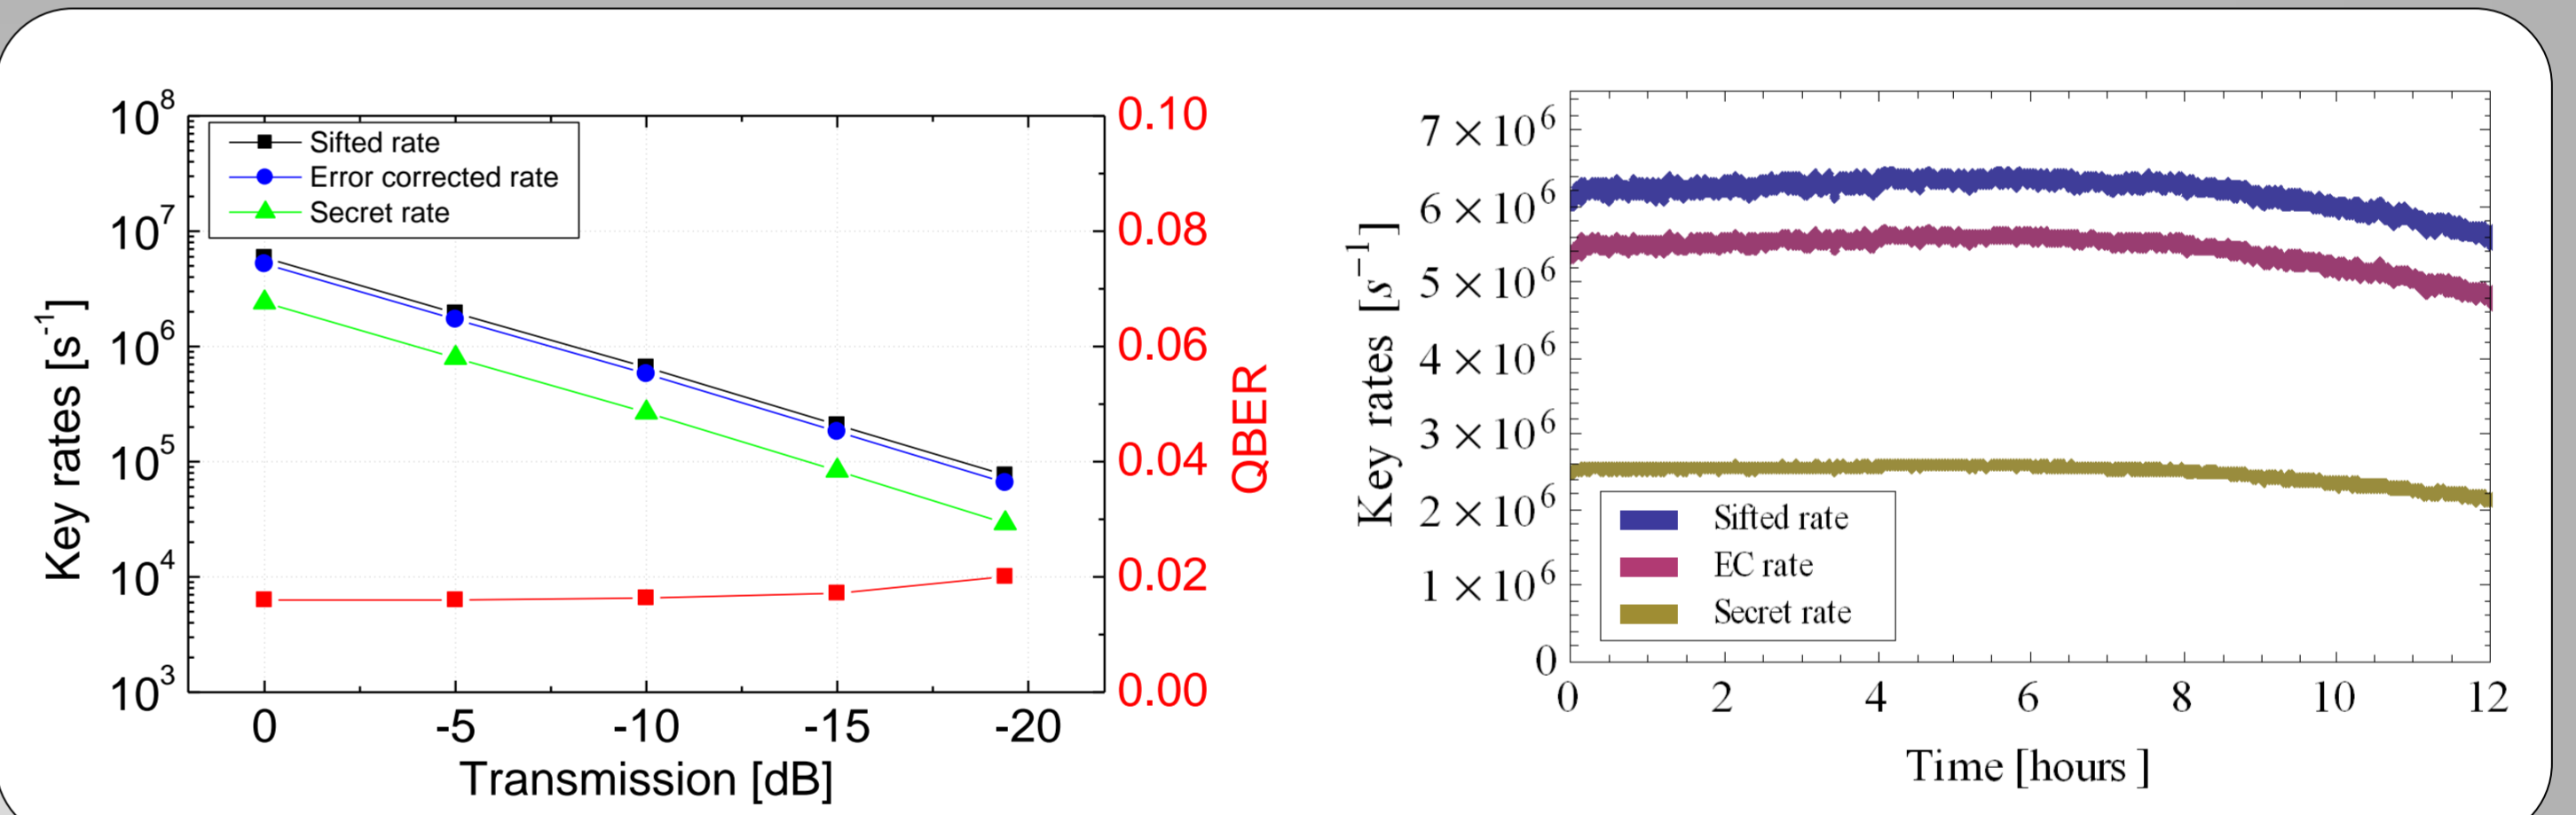 10^8
10^7
10^6
10^5
10^4
10^3
Key rates [s^-1]
Sifted rate
Error corrected rate
Secret rate
0.10
0.08
0.06
0.04
0.02
0.00
QBER
0 -5 -10 -15 -20
Transmission [dB]
7 × 10^6
6 × 10^6
5 × 10^6
4 × 10^6
3 × 10^6
2 × 10^6
1 × 10^6
0
Key rates [s^−1]
Sifted rate
EC rate
Secret rate
0 2 4 6 8 10 12
Time [hours ]